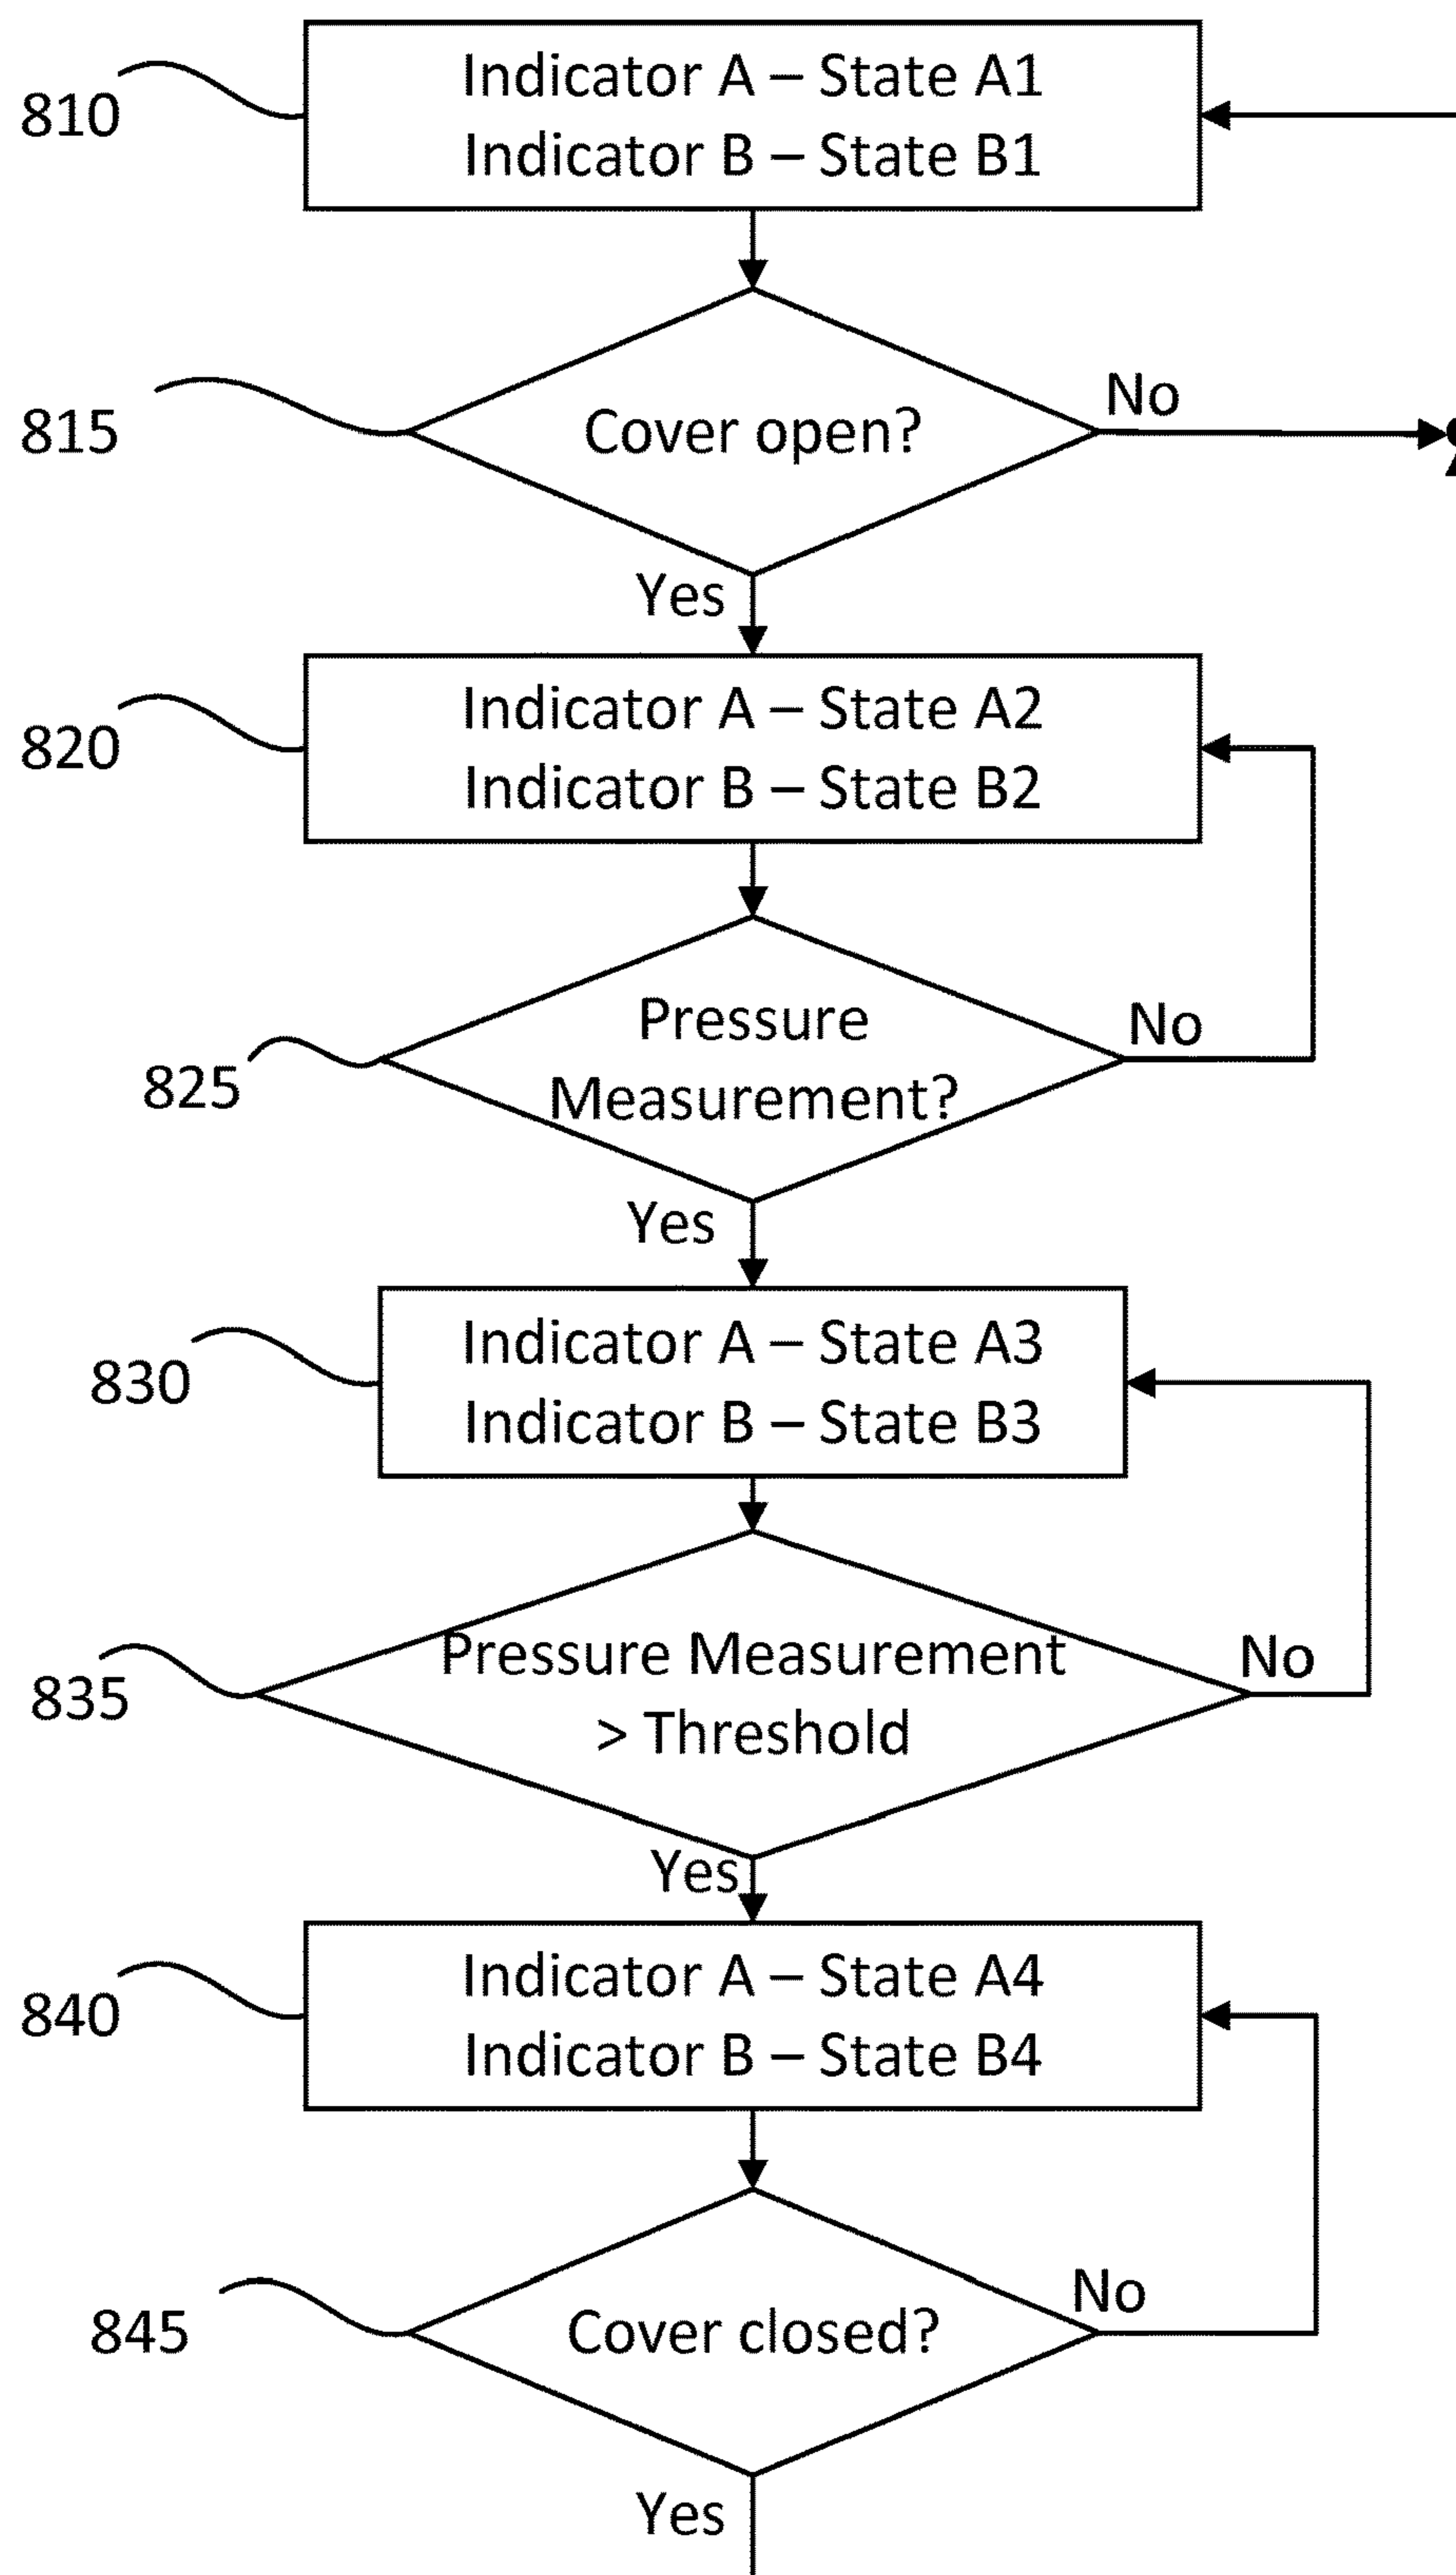 Indicator A – State A1
Indicator B – State B1
810
Cover open?
No
815
Yes
Indicator A – State A2
Indicator B – State B2
820
Pressure
Measurement?
No
825
Yes
Indicator A – State A3
Indicator B – State B3
830
Pressure Measurement
> Threshold
No
835
Yes
Indicator A – State A4
Indicator B – State B4
840
Cover closed?
No
845
Yes